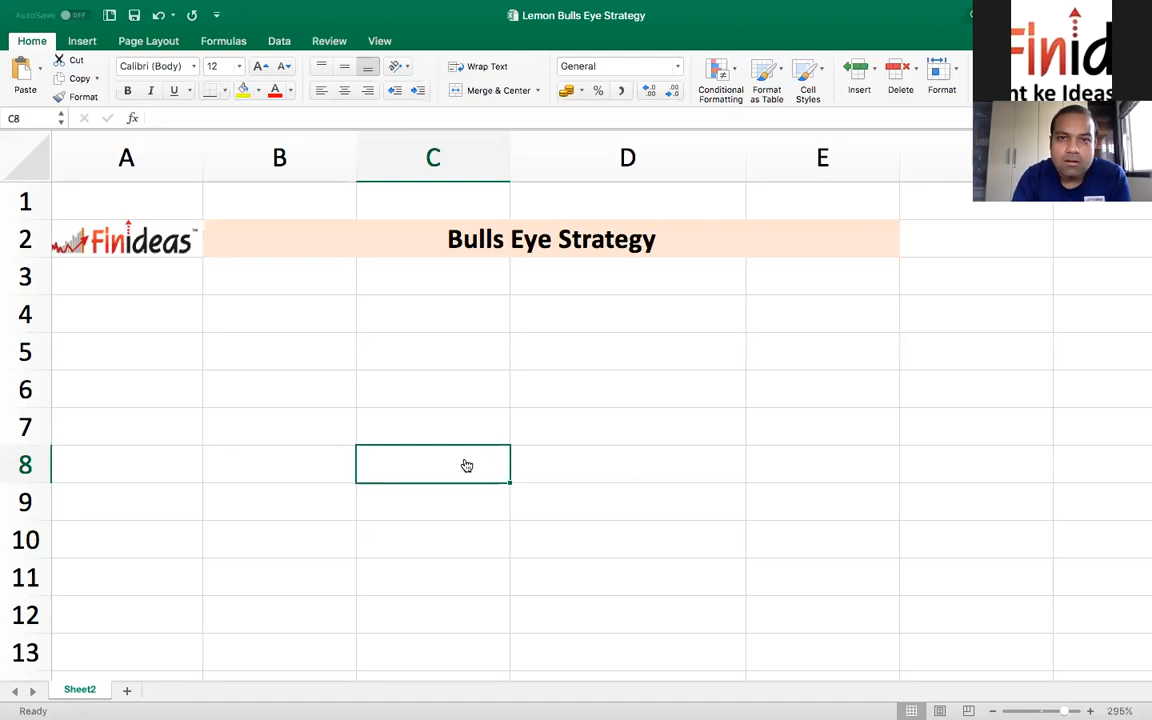 AutoSave OFF
Lemon Bulls Eye Strategy
Home Insert Page Layout Formulas Data Review View
Paste
Cut
Copy
Format
Calibri (Body) 12
B I U
Wrap Text
Merge & Center
General
Conditional Formatting
Format as Table
Cell Styles
Insert
Delete
Format
Finid
nt ke Ideas
C8 fx
A B C D E
1
2 Finideas™ Bulls Eye Strategy
3
4
5
6
7
8
9
10
11
12
13
Sheet2
Ready
295%